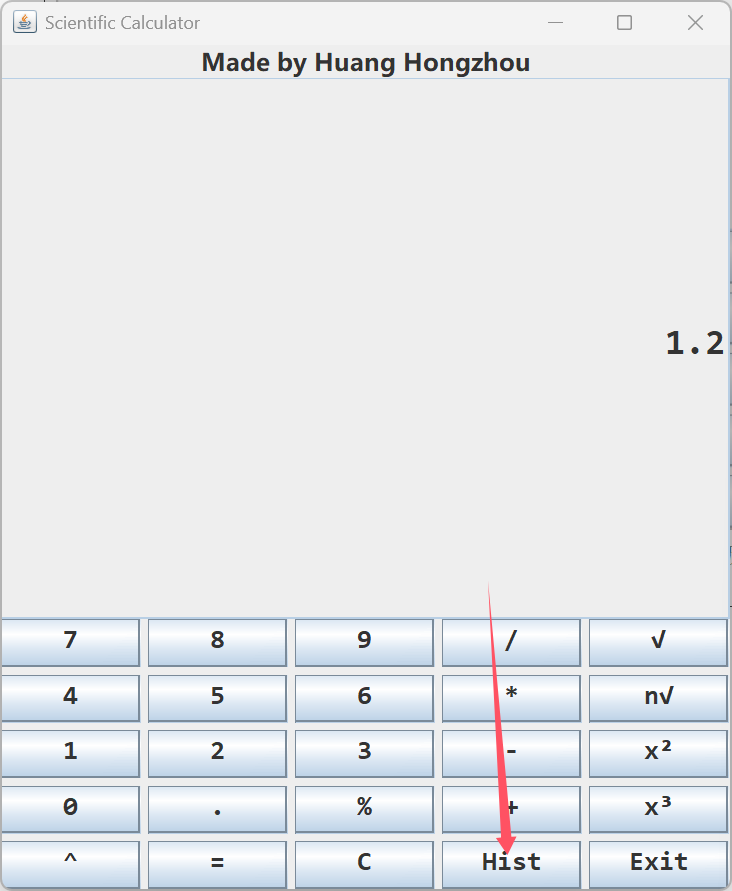 Scientific Calculator
Made by Huang Hongzhou
1.2
7 8 9 / √
4 5 6 * n√
1 2 3 - x²
0 . % + x³
^ = C Hist Exit